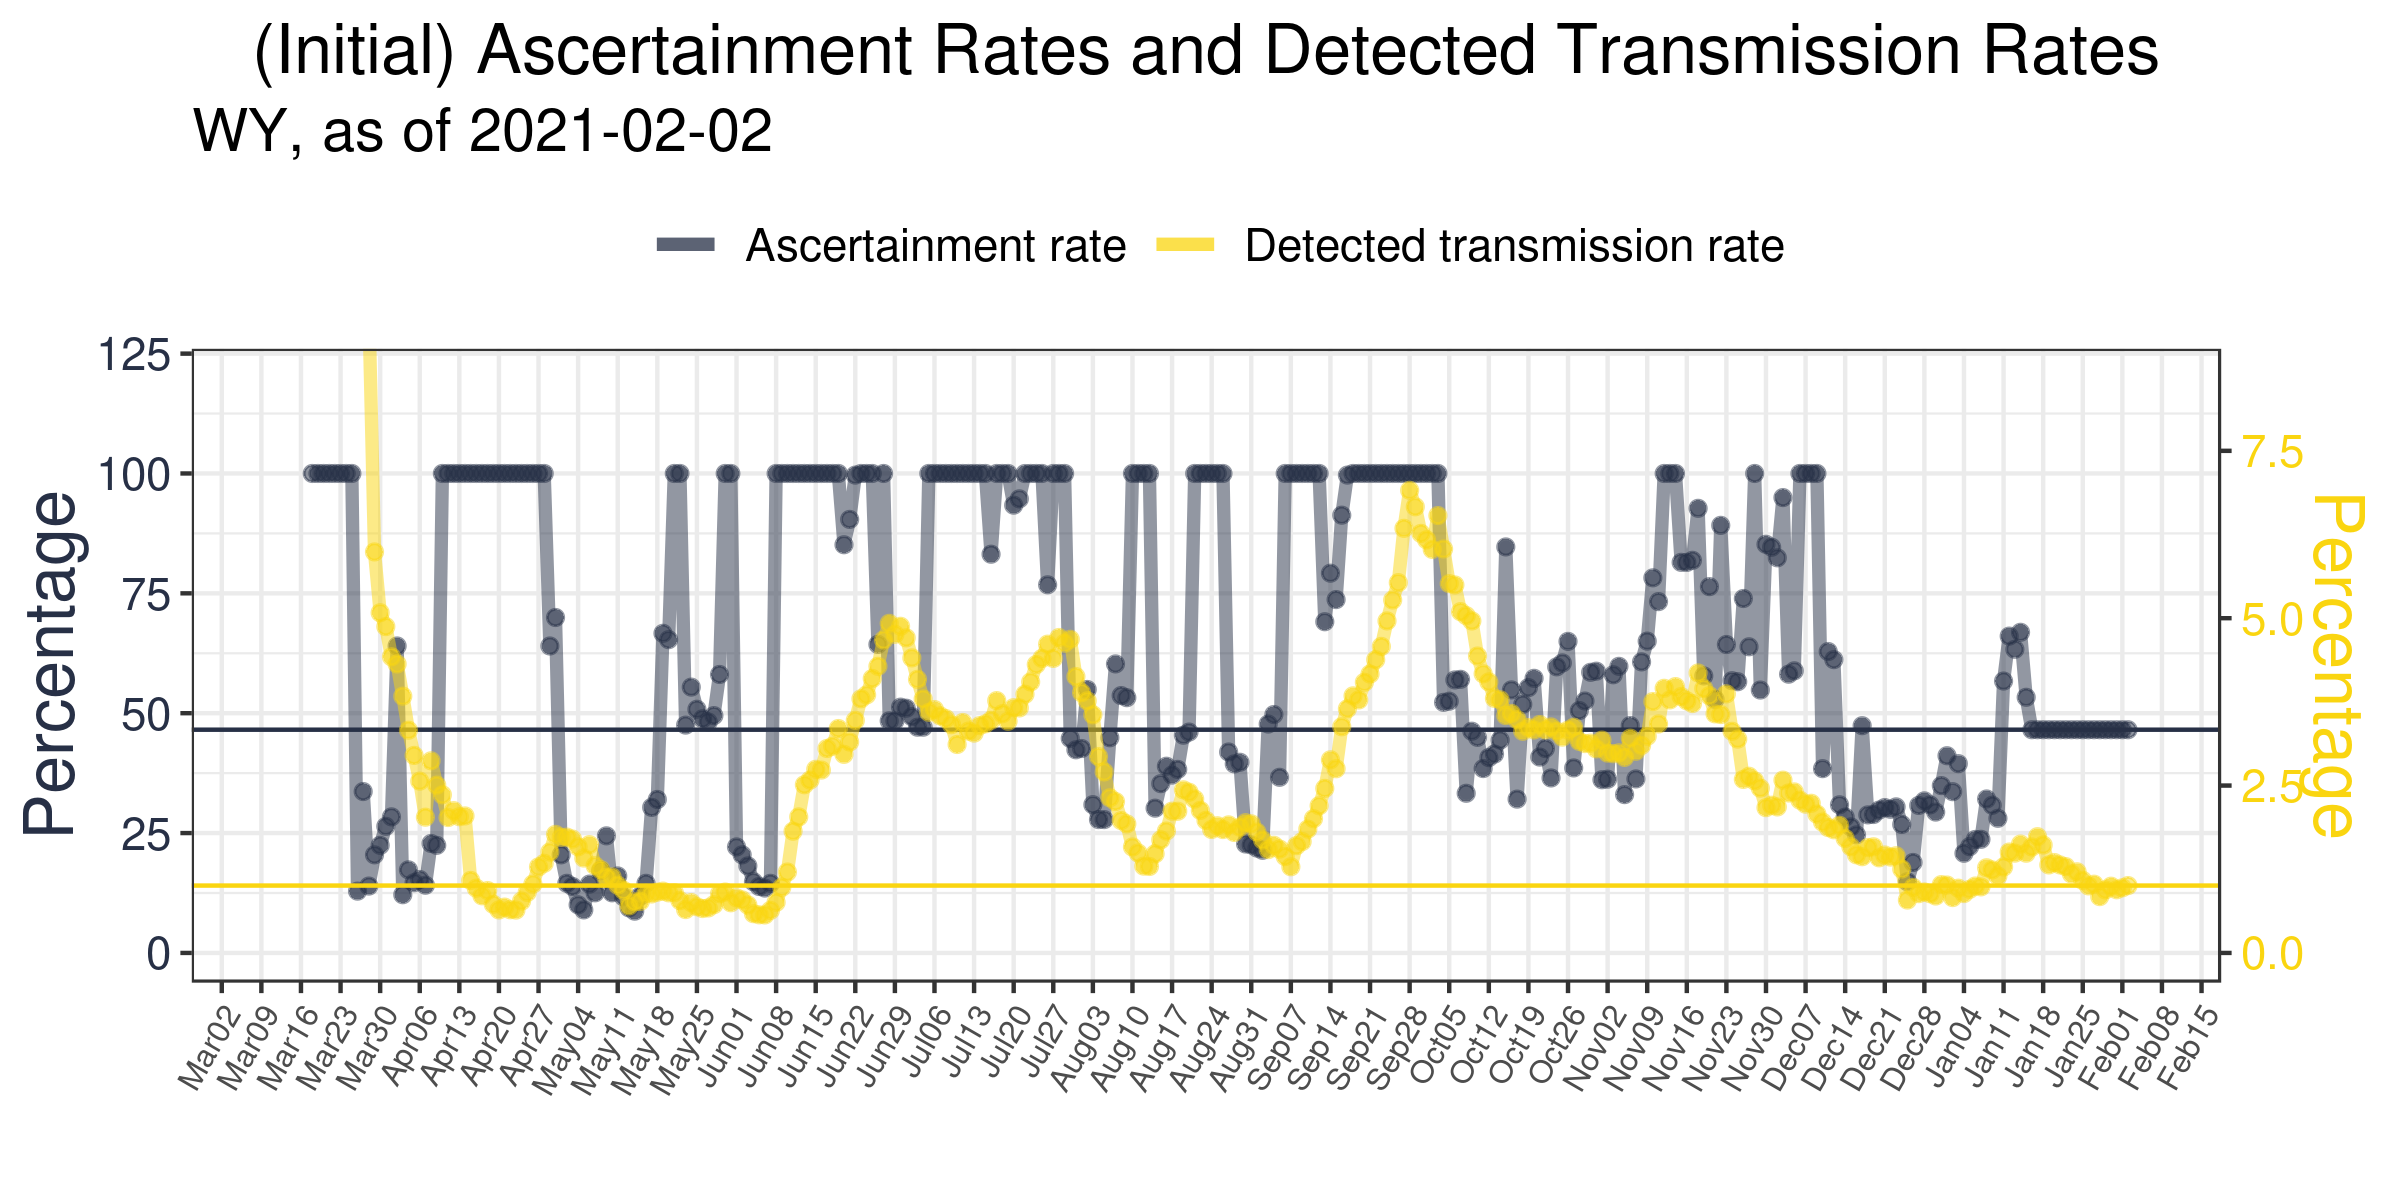 (Initial) Ascertainment Rates and Detected Transmission Rates
WY, as of 2021-02-02
Ascertainment rate
Detected transmission rate
Percentage
125
100
75
50
25
0
7.5
5.0
2.5
0.0
Percentage
Mar02
Mar09
Mar16
Mar23
Mar30
Apr06
Apr13
Apr20
Apr27
May04
May11
May18
May25
Jun01
Jun08
Jun15
Jun22
Jun29
Jul06
Jul13
Jul20
Jul27
Aug03
Aug10
Aug17
Aug24
Aug31
Sep07
Sep14
Sep21
Sep28
Oct05
Oct12
Oct19
Oct26
Nov02
Nov09
Nov16
Nov23
Nov30
Dec07
Dec14
Dec21
Dec28
Jan04
Jan11
Jan18
Jan25
Feb01
Feb08
Feb15